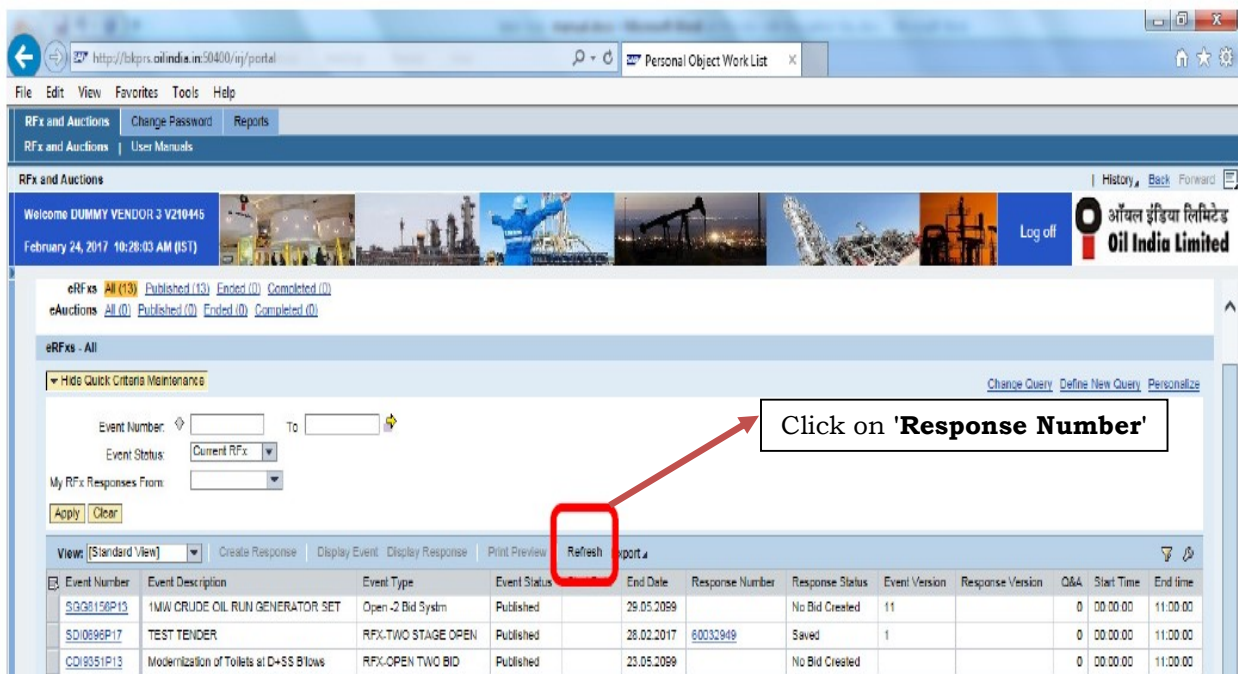 http://bkprs.oilindia.in:50400/irj/portal
Personal Object Work List
File Edit View Favorites Tools Help
RFx and Auctions Change Password Reports
RFx and Auctions | User Manuals
RFx and Auctions | History Back Forward
Welcome DUMMY VENDOR 3 V210445
February 24, 2017 10:28:03 AM (IST)
Log off
ऑयल इंडिया लिमिटेड
Oil India Limited
eRFxs All (13) Published (13) Ended (0) Completed (0)
eAuctions All (0) Published (0) Ended (0) Completed (0)
eRFxs - All
Hide Quick Criteria Maintenance Change Query Define New Query Personalize
Click on 'Response Number'
Event Number: To
Event Status: Current RFx
My RFx Responses From:
Apply Clear
View: [Standard View] Create Response Display Event Display Response Print Preview Refresh Export
Event Number Event Description Event Type Event Status End Date Response Number Response Status Event Version Response Version Q&A Start Time End time
SGG8156P13 1MW CRUDE OIL RUN GENERATOR SET Open -2 Bid Systm Published 29.05.2099 No Bid Created 11 0 00:00:00 11:00:00
SDI0696P17 TEST TENDER RFX-TWO STAGE OPEN Published 28.02.2017 60032949 Saved 1 0 00:00:00 11:00:00
CDI9351P13 Modernization of Toilets at D+SS B'lows RFX-OPEN TWO BID Published 23.05.2099 No Bid Created 0 00:00:00 11:00:00